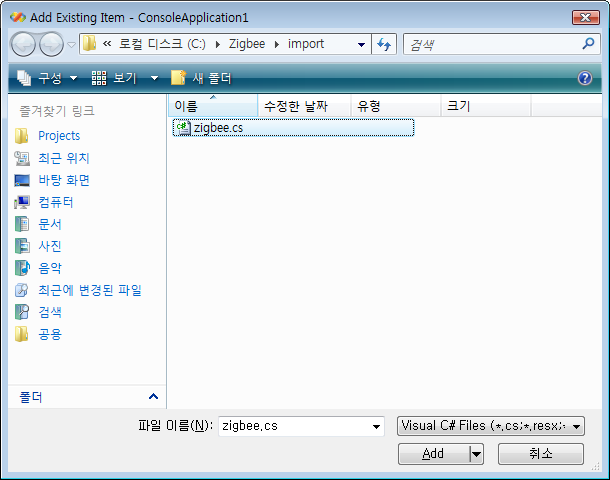 Add Existing Item - ConsoleApplication1
« 로컬 디스크 (C:) Zigbee import 검색
구성 보기 새 폴더
즐겨찾기 링크
이름 수정한 날짜 유형 크기
zigbee.cs
Projects
최근 위치
바탕 화면
컴퓨터
문서
사진
음악
최근에 변경된 파일
검색
공용
폴더
파일 이름(N): zigbee.cs Visual C# Files (*.cs;*.resx;
Add 취소